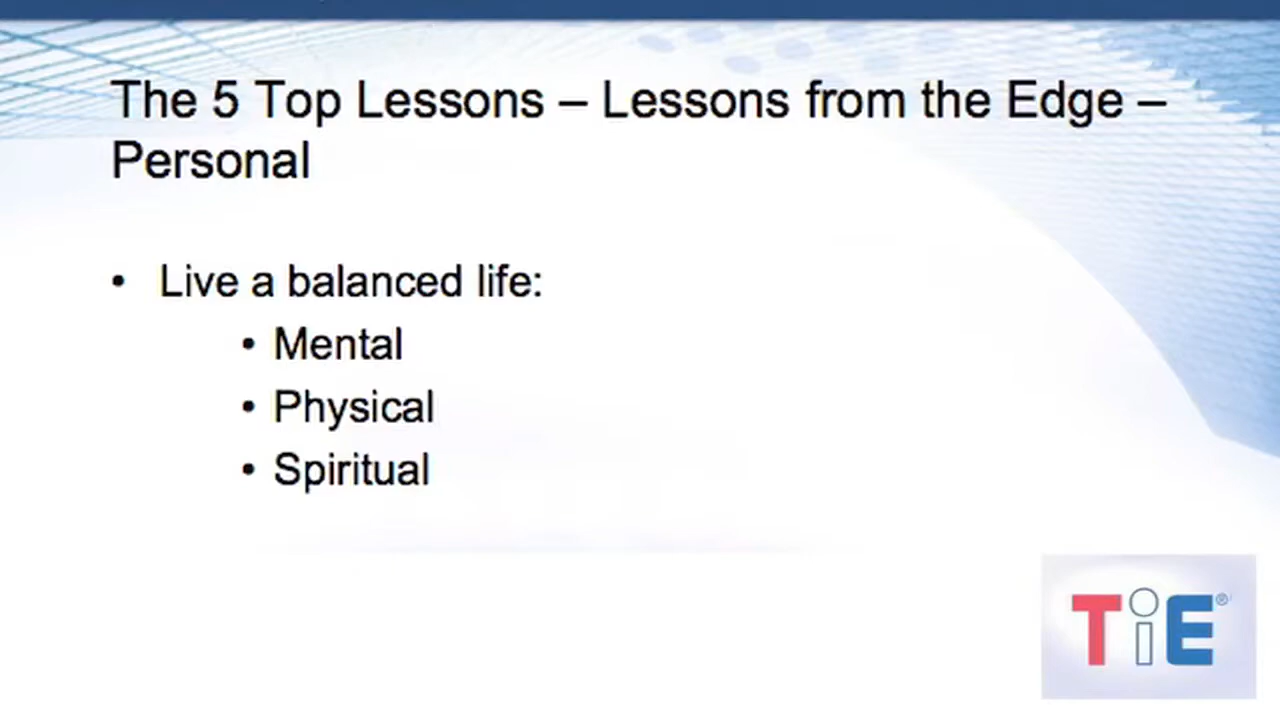 The 5 Top Lessons – Lessons from the Edge –
Personal
• Live a balanced life:
• Mental
• Physical
• Spiritual
TiE®